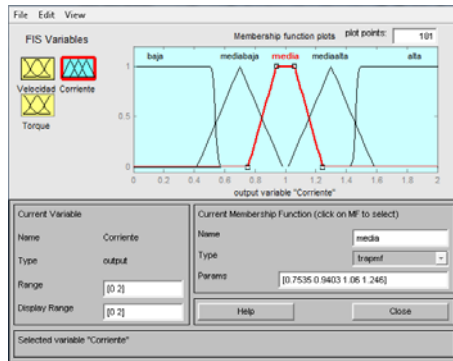 File Edit View
FIS Variables
Membership function plots plot points: 181
baja mediabaja media mediaalta alta
Velocidad Corriente
Torque
1
0.5
0
0 0.2 0.4 0.6 0.8 1 1.2 1.4 1.6 1.8 2
output variable "Corriente"
Current Variable
Current Membership Function (click on MF to select)
Name Corriente
Name media
Type output
Type trapmf
Params [0.7535 0.9403 1.06 1.246]
Range [0 2]
Display Range [0 2]
Help Close
Selected variable "Corriente"